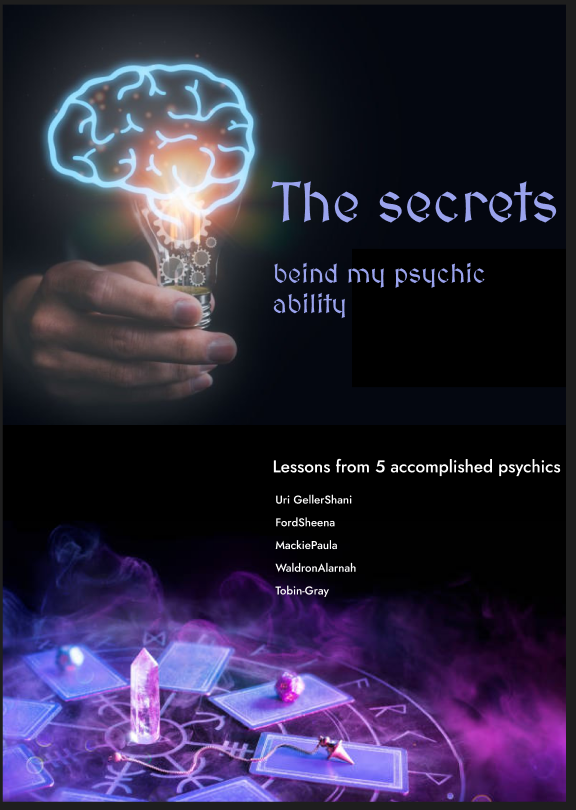 The secrets
beind my psychic
ability
Lessons from 5 accomplished psychics
Uri GellerShani
FordSheena
MackiePaula
WaldronAlarnah
Tobin-Gray